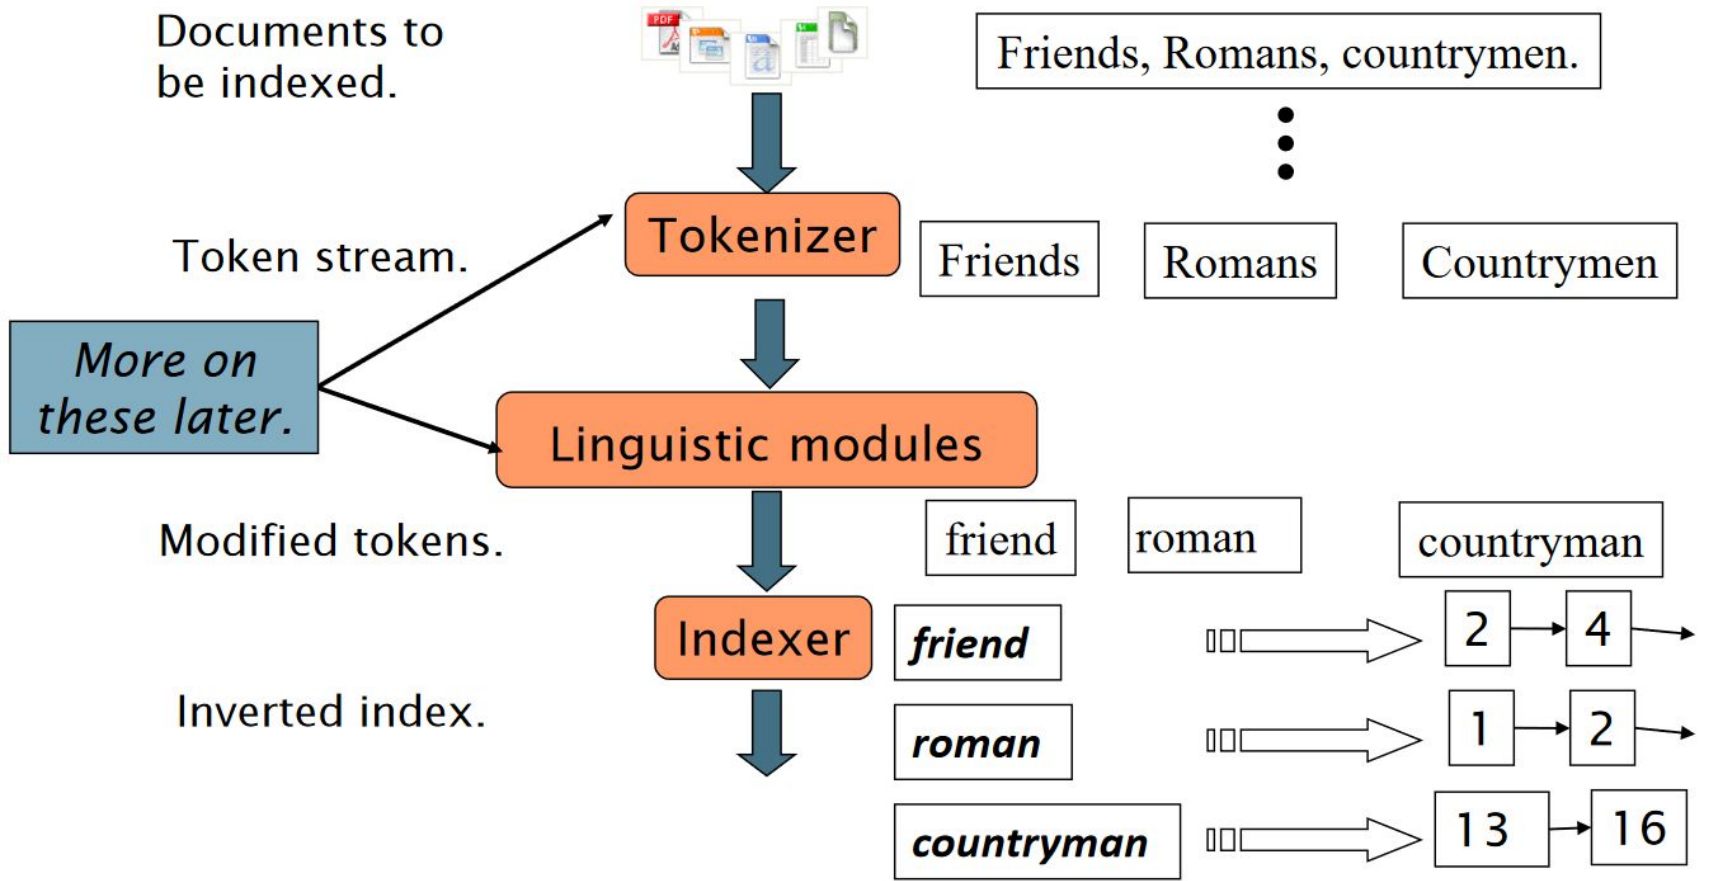 Documents to
be indexed.
PDF
Friends, Romans, countrymen.
Token stream.
Tokenizer
Friends
Romans
Countrymen
More on
these later.
Linguistic modules
Modified tokens.
friend
roman
countryman
Indexer
friend
2
4
Inverted index.
roman
1
2
countryman
13
16